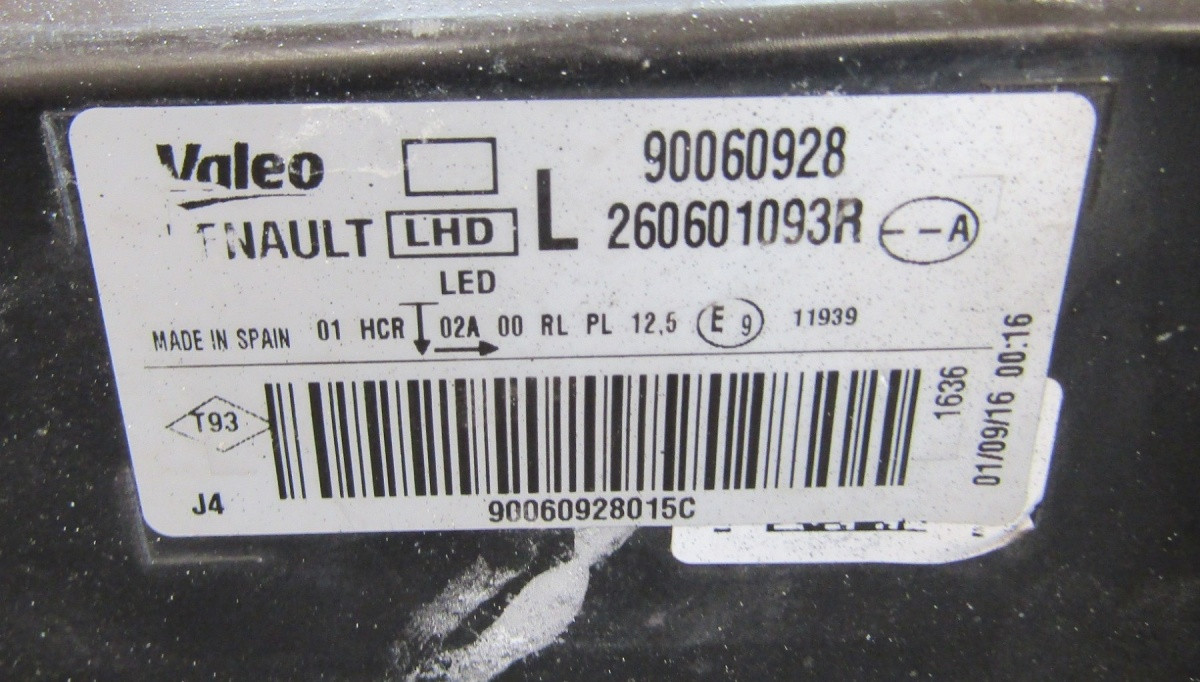 Valeo 90060928
ENAULT LHD L 260601093R --A
LED
MADE IN SPAIN 01 HCR 02A 00 RL PL 12,5 E 9 11939
T93
J4
90060928015C
1636
01/09/16 00:16